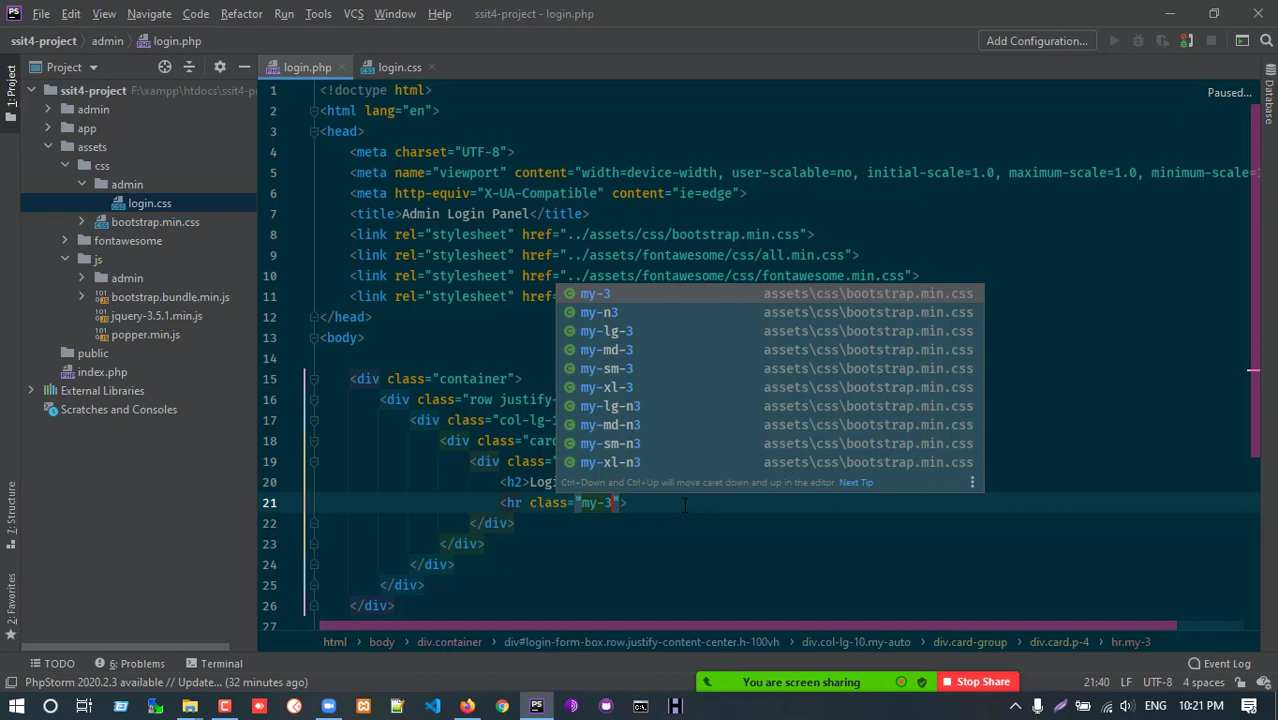 File Edit View Navigate Code Refactor Run Tools VCS Window Help ssit4-project - login.php
ssit4-project admin login.php Add Configuration...
Project login.php login.css
1: Project
ssit4-project F:\xampp\htdocs\ssit4-
admin
app
assets
css
admin
login.css
bootstrap.min.css
fontawesome
js
admin
bootstrap.bundle.min.js
jquery-3.5.1.min.js
popper.min.js
public
index.php
External Libraries
Scratches and Consoles
7: Structure
2: Favorites
Database
Paused...
1 <!doctype html>
2 <html lang="en">
3 <head>
4 <meta charset="UTF-8">
5 <meta name="viewport" content="width=device-width, user-scalable=no, initial-scale=1.0, maximum-scale=1.0, minimum-scale=1
6 <meta http-equiv="X-UA-Compatible" content="ie=edge">
7 <title>Admin Login Panel</title>
8 <link rel="stylesheet" href="../assets/css/bootstrap.min.css">
9 <link rel="stylesheet" href="../assets/fontawesome/css/all.min.css">
10 <link rel="stylesheet" href="../assets/fontawesome/css/fontawesome.min.css">
11 <link rel="stylesheet" href=
12 </head>
13 <body>
14
15 <div class="container">
16 <div class="row justify-
17 <div class="col-lg-1
18 <div class="card
19 <div class="
20 <h2>Logi
21 <hr class="my-3">
22 </div>
23 </div>
24 </div>
25 </div>
26 </div>
27
my-3 assets\css\bootstrap.min.css
my-n3 assets\css\bootstrap.min.css
my-lg-3 assets\css\bootstrap.min.css
my-md-3 assets\css\bootstrap.min.css
my-sm-3 assets\css\bootstrap.min.css
my-xl-3 assets\css\bootstrap.min.css
my-lg-n3 assets\css\bootstrap.min.css
my-md-n3 assets\css\bootstrap.min.css
my-sm-n3 assets\css\bootstrap.min.css
my-xl-n3 assets\css\bootstrap.min.css
Ctrl+Down and Ctrl+Up will move caret down and up in the editor Next Tip
html body div.container div#login-form-box.row.justify-content-center.h-100vh div.col-lg-10.my-auto div.card-group div.card.p-4 hr.my-3
TODO 6: Problems Terminal Event Log
PhpStorm 2020.2.3 available // Update... (32 minutes ago) 21:40 LF UTF-8 4 spaces
You are screen sharing Stop Share
10:21 PM